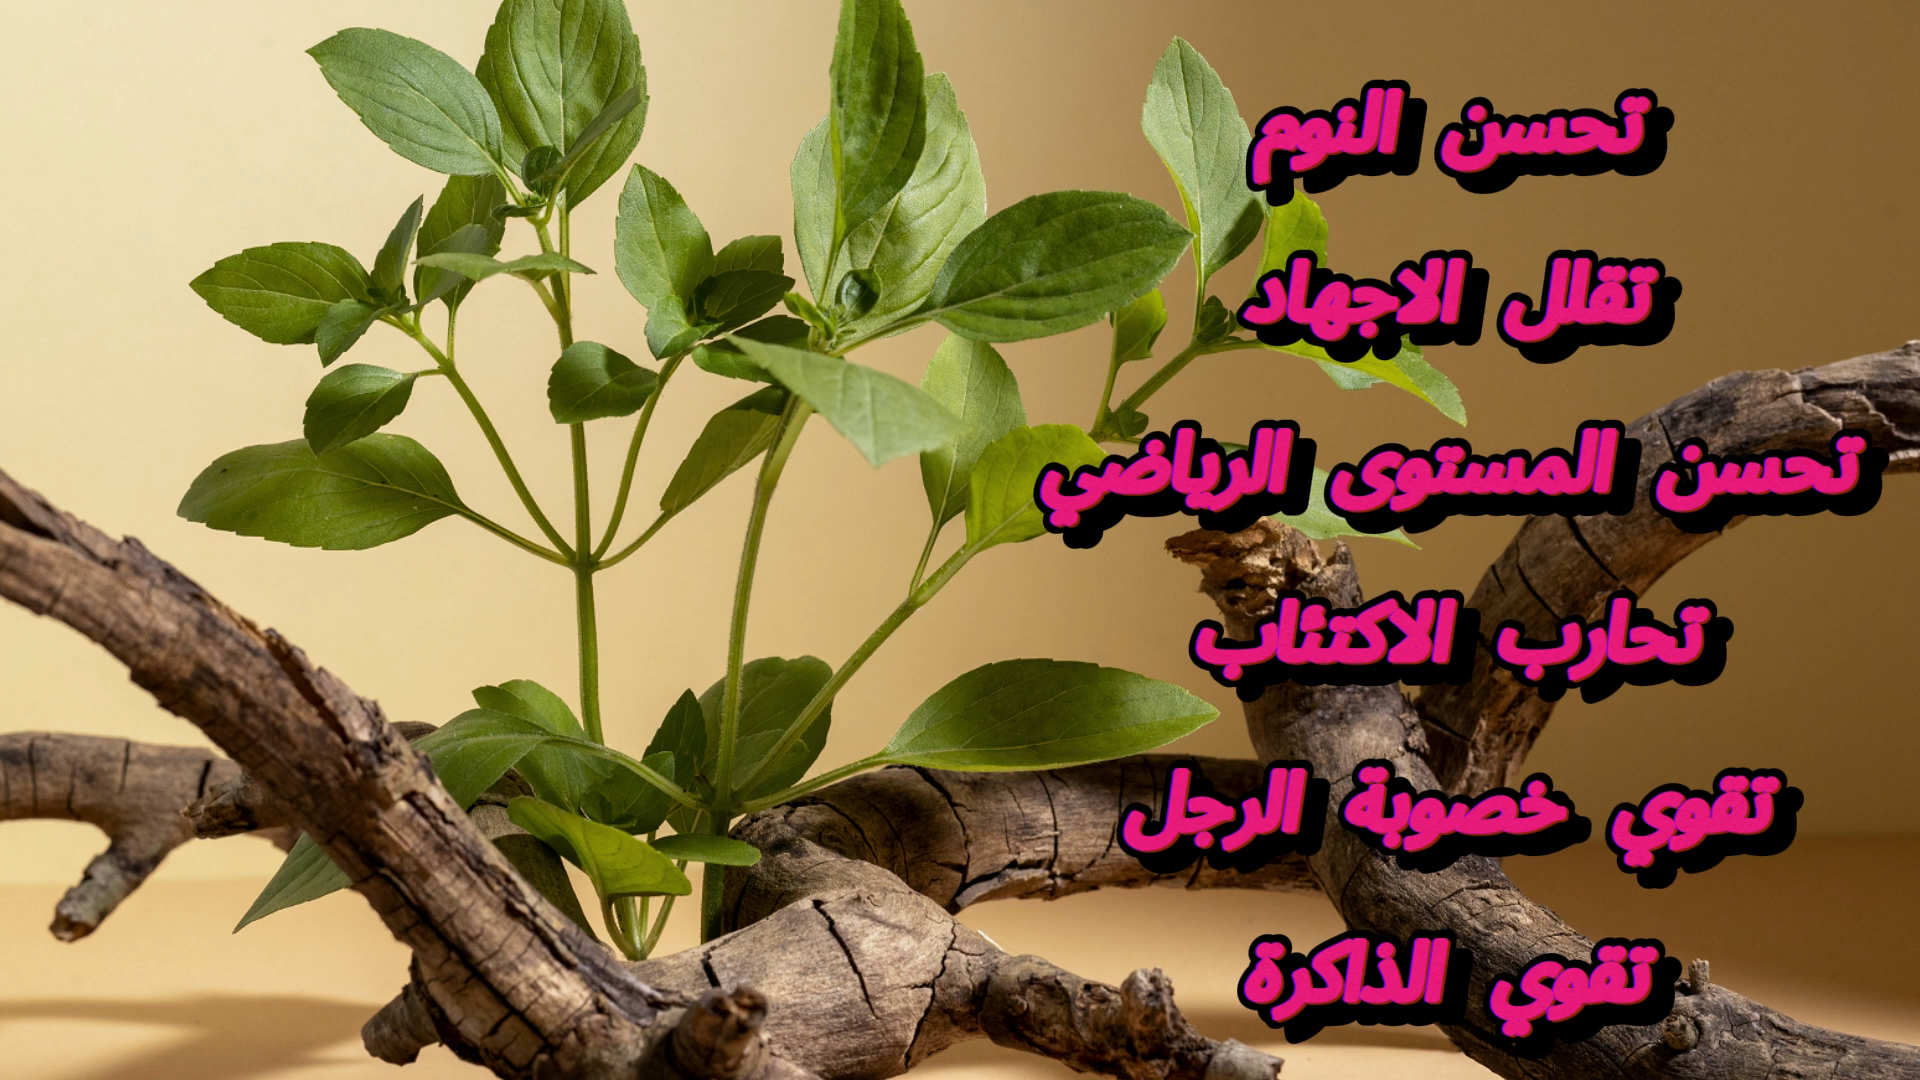 تحسن النوم
تقلل الاجهاد
تحسن المستوى الرياضي
تحارب الاكتئاب
تقوي خصوبة الرجل
تقوي الذاكرة